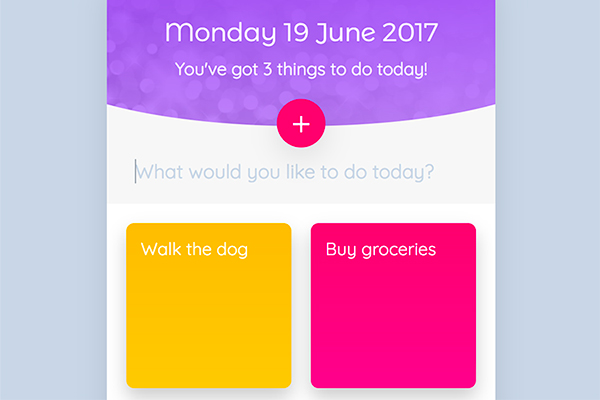 Monday 19 June 2017
You've got 3 things to do today!
+
What would you like to do today?
Walk the dog
Buy groceries